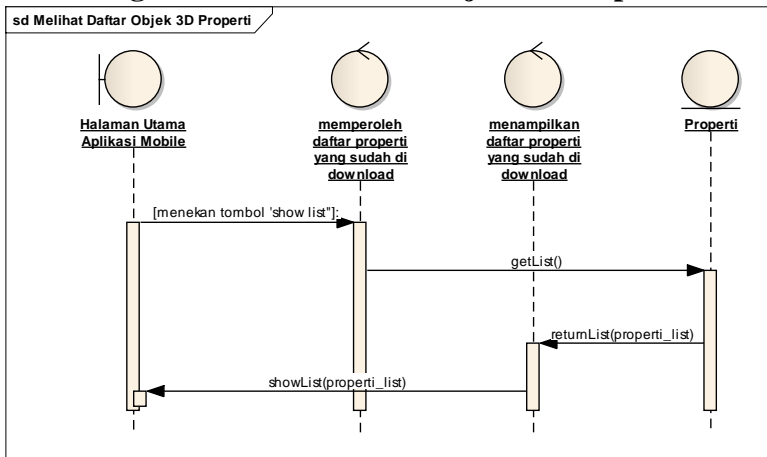 sd Melihat Daftar Objek 3D Properti
Halaman Utama
Aplikasi Mobile
memperoleh
daftar properti
yang sudah di
download
menampilkan
daftar properti
yang sudah di
download
Properti
[menekan tombol 'show list"]:
getList()
returnList(properti_list)
showList(properti_list)